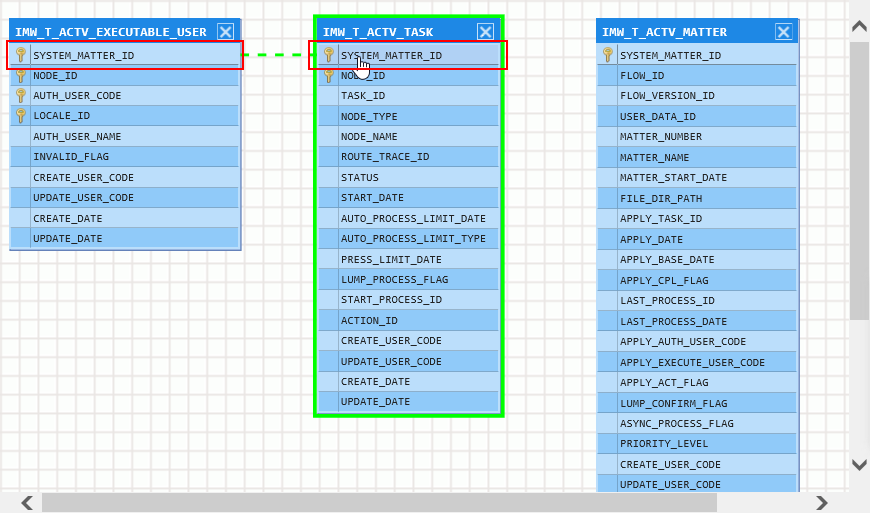 IMW_T_ACTV_EXECUTABLE_USER
SYSTEM_MATTER_ID
NODE_ID
AUTH_USER_CODE
LOCALE_ID
AUTH_USER_NAME
INVALID_FLAG
CREATE_USER_CODE
UPDATE_USER_CODE
CREATE_DATE
UPDATE_DATE
IMW_T_ACTV_TASK
SYSTEM_MATTER_ID
NODE_ID
TASK_ID
NODE_TYPE
NODE_NAME
ROUTE_TRACE_ID
STATUS
START_DATE
AUTO_PROCESS_LIMIT_DATE
AUTO_PROCESS_LIMIT_TYPE
PRESS_LIMIT_DATE
LUMP_PROCESS_FLAG
START_PROCESS_ID
ACTION_ID
CREATE_USER_CODE
UPDATE_USER_CODE
CREATE_DATE
UPDATE_DATE
IMW_T_ACTV_MATTER
SYSTEM_MATTER_ID
FLOW_ID
FLOW_VERSION_ID
USER_DATA_ID
MATTER_NUMBER
MATTER_NAME
MATTER_START_DATE
FILE_DIR_PATH
APPLY_TASK_ID
APPLY_DATE
APPLY_BASE_DATE
APPLY_CPL_FLAG
LAST_PROCESS_ID
LAST_PROCESS_DATE
APPLY_AUTH_USER_CODE
APPLY_EXECUTE_USER_CODE
APPLY_ACT_FLAG
LUMP_CONFIRM_FLAG
ASYNC_PROCESS_FLAG
PRIORITY_LEVEL
CREATE_USER_CODE
UPDATE_USER_CODE